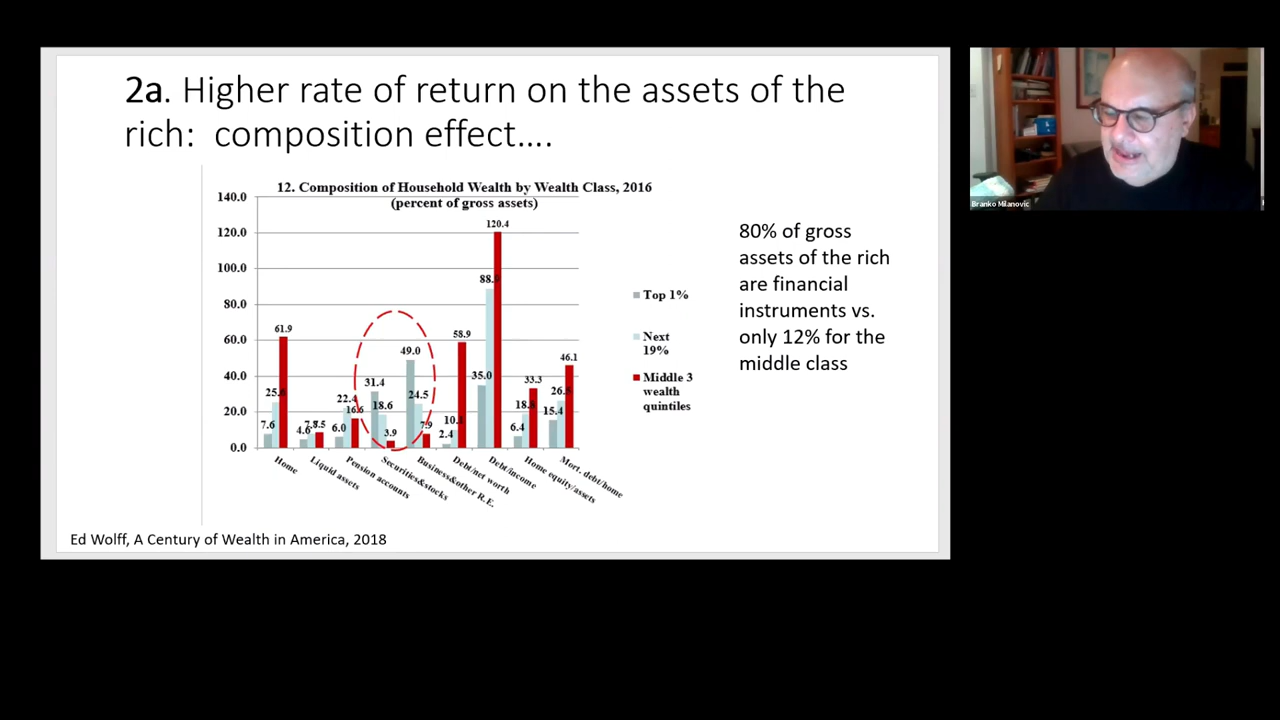 2a. Higher rate of return on the assets of the
rich: composition effect....
12. Composition of Household Wealth by Wealth Class, 2016
(percent of gross assets)
140.0
120.0
100.0
80.0
60.0
40.0
20.0
0.0
7.6
61.9
4.6
8.5
6.0
22.4
16.6
31.4
18.6
3.9
49.0
24.5
7.9
2.4
58.9
35.0
120.4
6.4
33.3
15.4
46.1
Home
Liquid assets
Pension accounts
Securities&stocks
Business&other R.E.
Debt/net worth
Debt/income
Home equity/assets
Mort. debt/home
Top 1%
Next
19%
Middle 3
wealth
quintiles
80% of gross
assets of the rich
are financial
instruments vs.
only 12% for the
middle class
Ed Wolff, A Century of Wealth in America, 2018
Branko Milanovic